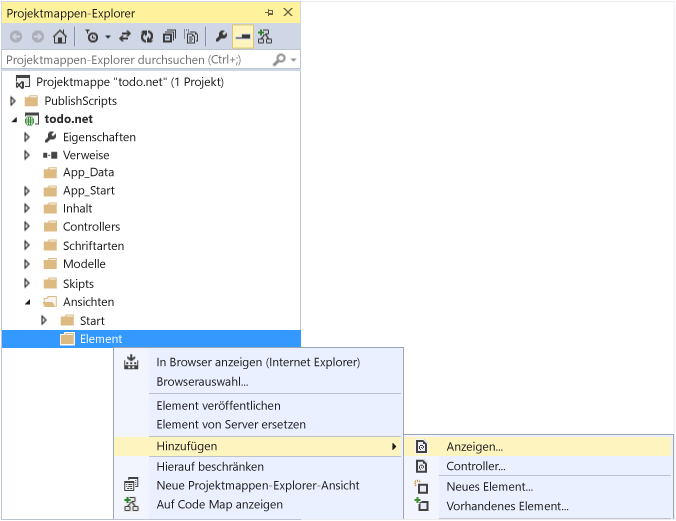 Projektmappen-Explorer
Projektmappen-Explorer durchsuchen (Ctrl+;)
Projektmappe "todo.net" (1 Projekt)
PublishScripts
todo.net
Eigenschaften
Verweise
App_Data
App_Start
Inhalt
Controllers
Schriftarten
Modelle
Skipts
Ansichten
Start
Element
In Browser anzeigen (Internet Explorer)
Browserauswahl...
Element veröffentlichen
Element von Server ersetzen
Hinzufügen
Anzeigen...
Hierauf beschränken
Controller...
Neue Projektmappen-Explorer-Ansicht
Neues Element...
Auf Code Map anzeigen
Vorhandenes Element...